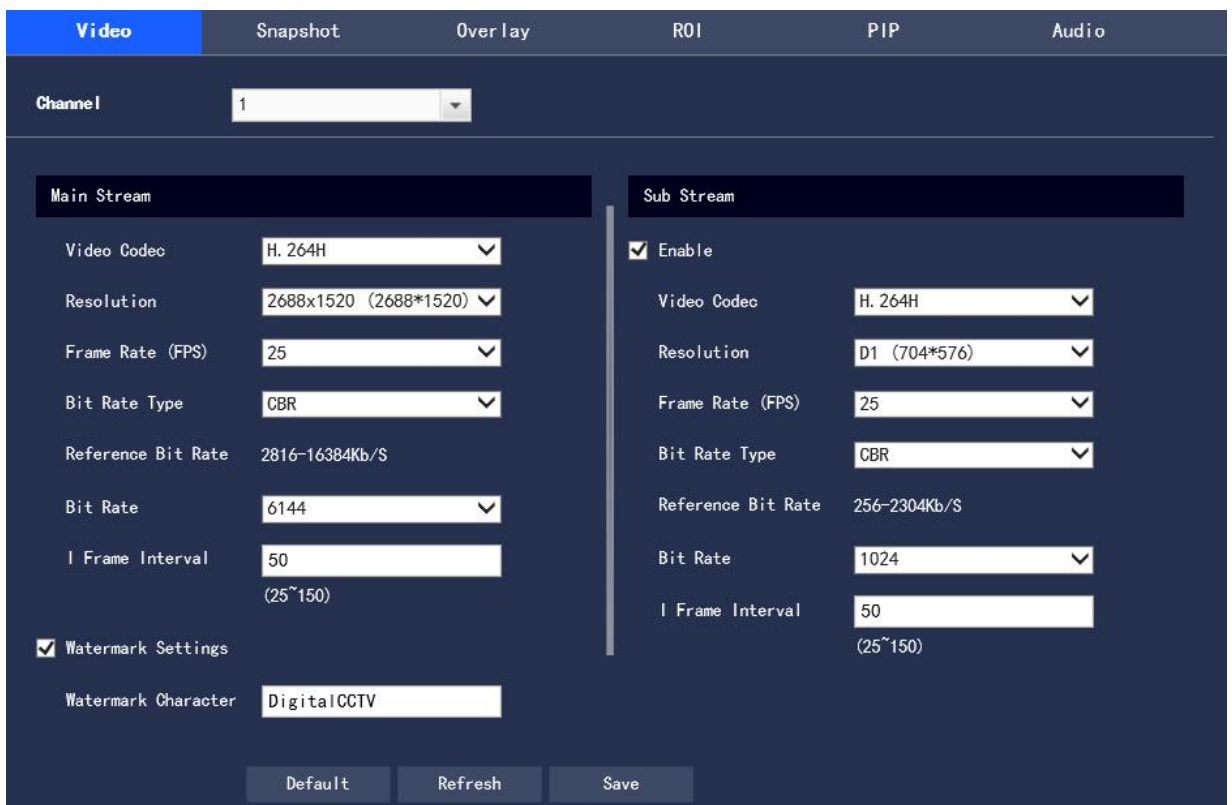 Video Snapshot Overlay ROI PIP Audio
Channel 1
Main Stream
Video Codec H.264H
Resolution 2688x1520 (2688*1520)
Frame Rate (FPS) 25
Bit Rate Type CBR
Reference Bit Rate 2816-16384Kb/S
Bit Rate 6144
I Frame Interval 50
(25~150)
Watermark Settings
Watermark Character DigitalCCTV
Sub Stream
Enable
Video Codec H.264H
Resolution D1 (704*576)
Frame Rate (FPS) 25
Bit Rate Type CBR
Reference Bit Rate 256-2304Kb/S
Bit Rate 1024
I Frame Interval 50
(25~150)
Default Refresh Save